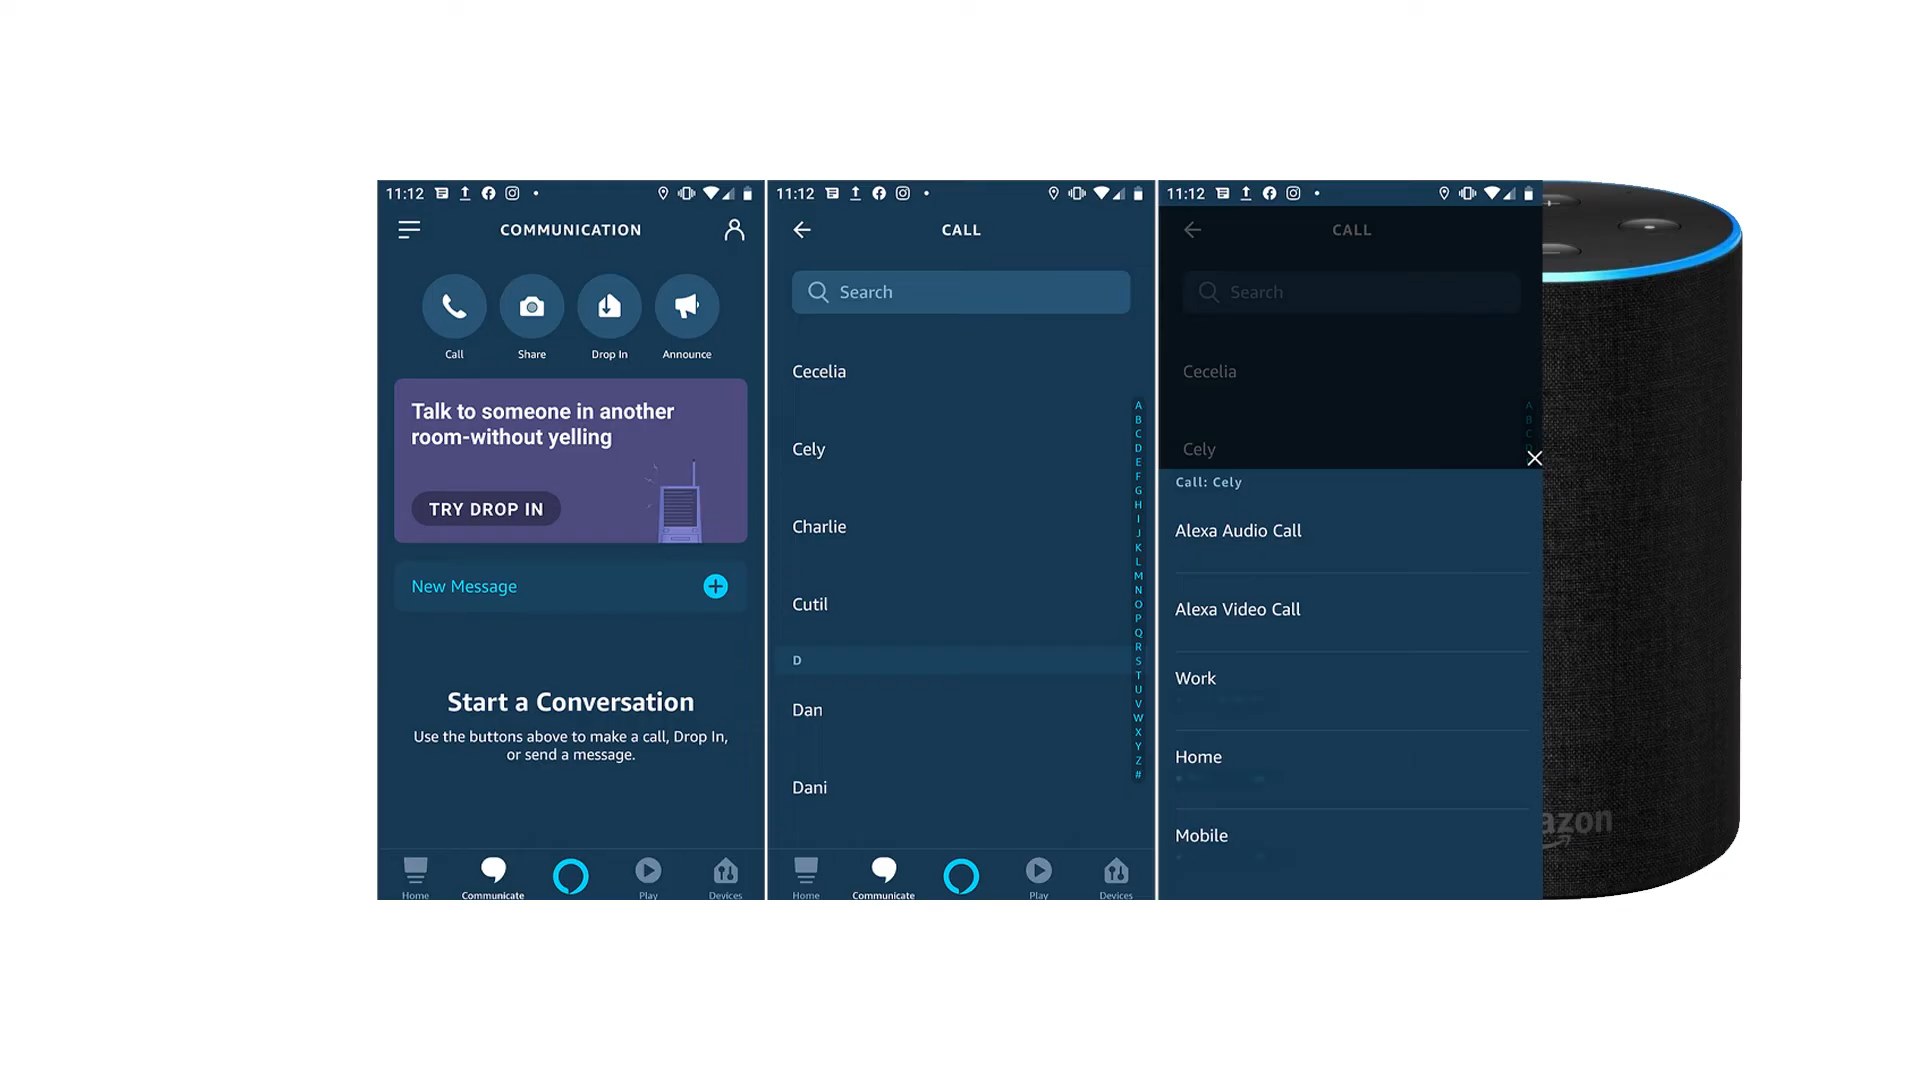 11:12
COMMUNICATION
Call
Share
Drop In
Announce
Talk to someone in another
room-without yelling
TRY DROP IN
New Message
Start a Conversation
Use the buttons above to make a call, Drop In,
or send a message.
Home
Communicate
Play
Devices
11:12
CALL
Search
Cecelia
Cely
Charlie
Cutil
D
Dan
Dani
A
B
C
D
E
F
G
H
I
J
K
L
M
N
O
P
Q
R
S
T
U
V
W
X
Y
Z
#
Home
Communicate
Play
Devices
11:12
CALL
Search
Cecelia
Cely
A
B
C
Call: Cely
Alexa Audio Call
Alexa Video Call
Work
Home
Mobile
azon